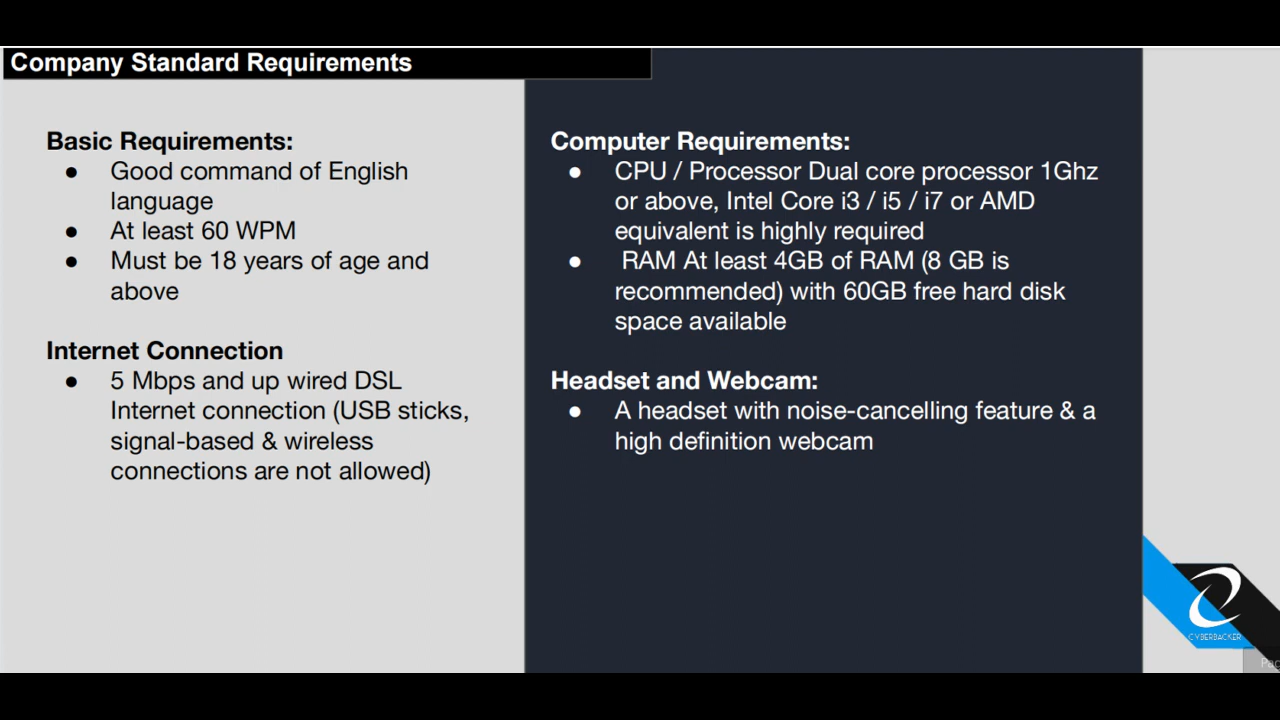 Company Standard Requirements
Basic Requirements:
● Good command of English
language
● At least 60 WPM
● Must be 18 years of age and
above
Internet Connection
● 5 Mbps and up wired DSL
Internet connection (USB sticks,
signal-based & wireless
connections are not allowed)
Computer Requirements:
● CPU / Processor Dual core processor 1Ghz
or above, Intel Core i3 / i5 / i7 or AMD
equivalent is highly required
● RAM At least 4GB of RAM (8 GB is
recommended) with 60GB free hard disk
space available
Headset and Webcam:
● A headset with noise-cancelling feature & a
high definition webcam
CYBERBACKER